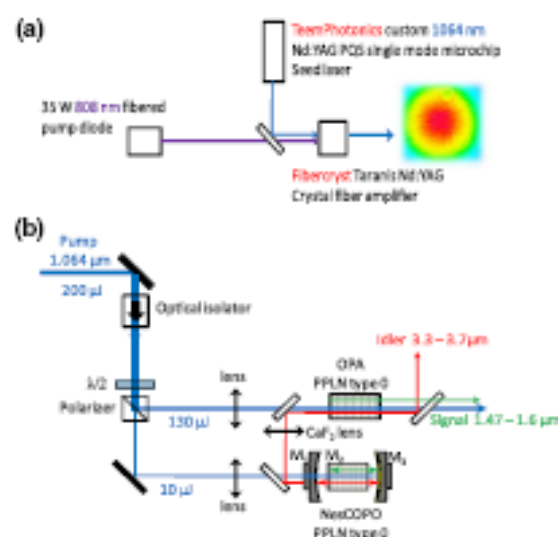 (a)
TeemPhotonics custom 1064 nm
Nd:YAG PQS single mode microchip
Seed laser
35 W 808 nm fibered
pump diode
Fibercryst Taranis Nd:YAG
Crystal fiber amplifier
(b)
Pump
1.064 µm
200 µJ
Optical isolator
λ/2
Polarizer
130 µJ
lens
OPA
PPLN type 0
Idler 3.3 – 3.7 µm
Signal 1.47 – 1.6 µm
CaF₂ lens
10 µJ
lens
M₁
M₂
M₃
NesCOPO
PPLN type 0